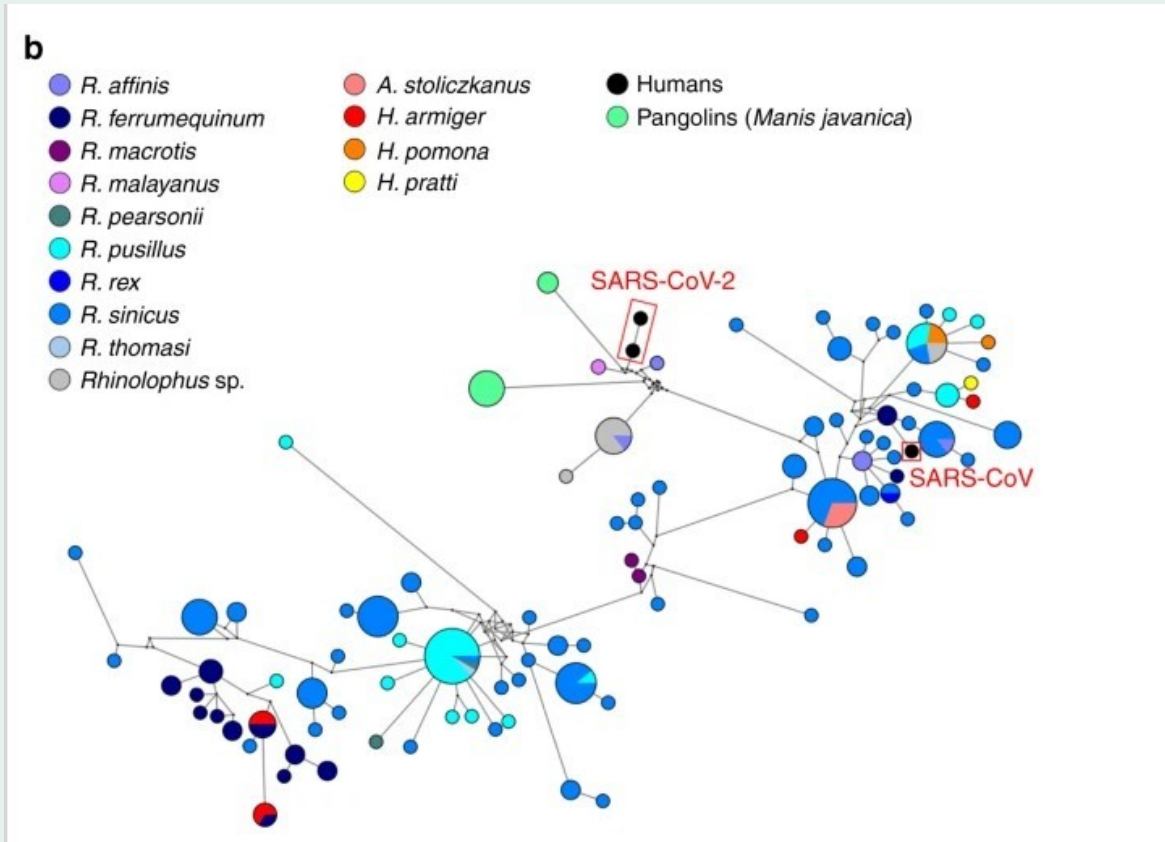 b
R. affinis
R. ferrumequinum
R. macrotis
R. malayanus
R. pearsonii
R. pusillus
R. rex
R. sinicus
R. thomasi
Rhinolophus sp.
A. stoliczkanus
H. armiger
H. pomona
H. pratti
Humans
Pangolins (Manis javanica)
SARS-CoV-2
SARS-CoV